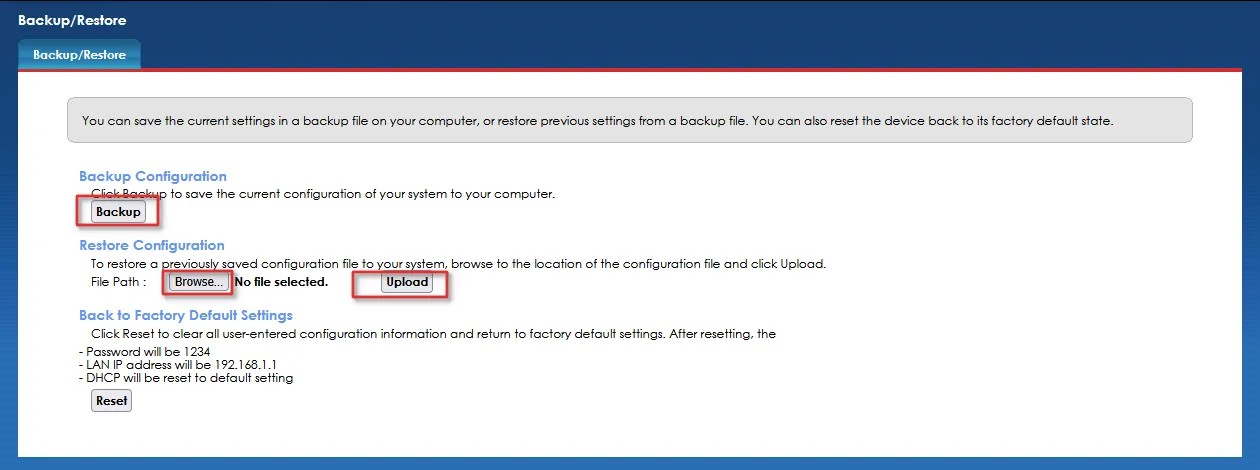 Backup/Restore
Backup/Restore
You can save the current settings in a backup file on your computer, or restore previous settings from a backup file. You can also reset the device back to its factory default state.
Backup Configuration
Click Backup to save the current configuration of your system to your computer.
Backup
Restore Configuration
To restore a previously saved configuration file to your system, browse to the location of the configuration file and click Upload.
File Path : Browse... No file selected. Upload
Back to Factory Default Settings
Click Reset to clear all user-entered configuration information and return to factory default settings. After resetting, the
- Password will be 1234
- LAN IP address will be 192.168.1.1
- DHCP will be reset to default setting
Reset